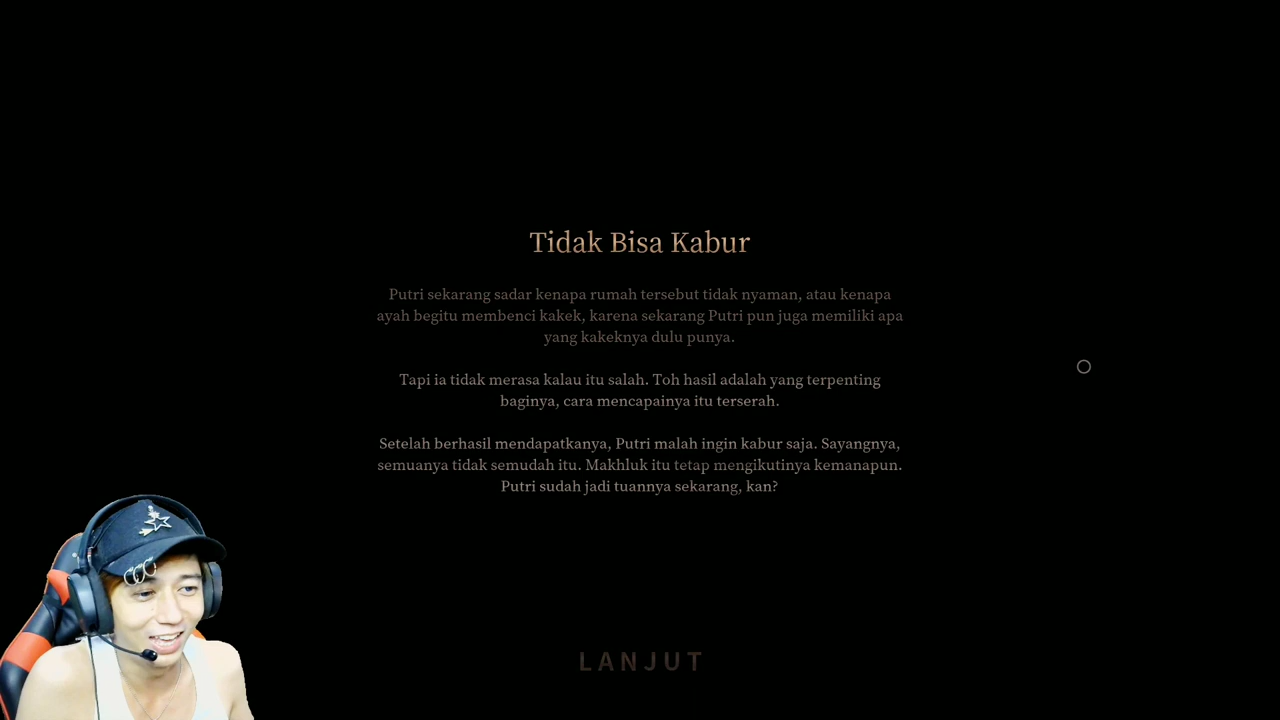 Tidak Bisa Kabur
Putri sekarang sadar kenapa rumah tersebut tidak nyaman, atau kenapa
ayah begitu membenci kakek, karena sekarang Putri pun juga memiliki apa
yang kakeknya dulu punya.
Tapi ia tidak merasa kalau itu salah. Toh hasil adalah yang terpenting
baginya, cara mencapainya itu terserah.
Setelah berhasil mendapatkanya, Putri malah ingin kabur saja. Sayangnya,
semuanya tidak semudah itu. Makhluk itu tetap mengikutinya kemanapun.
Putri sudah jadi tuannya sekarang, kan?
LANJUT